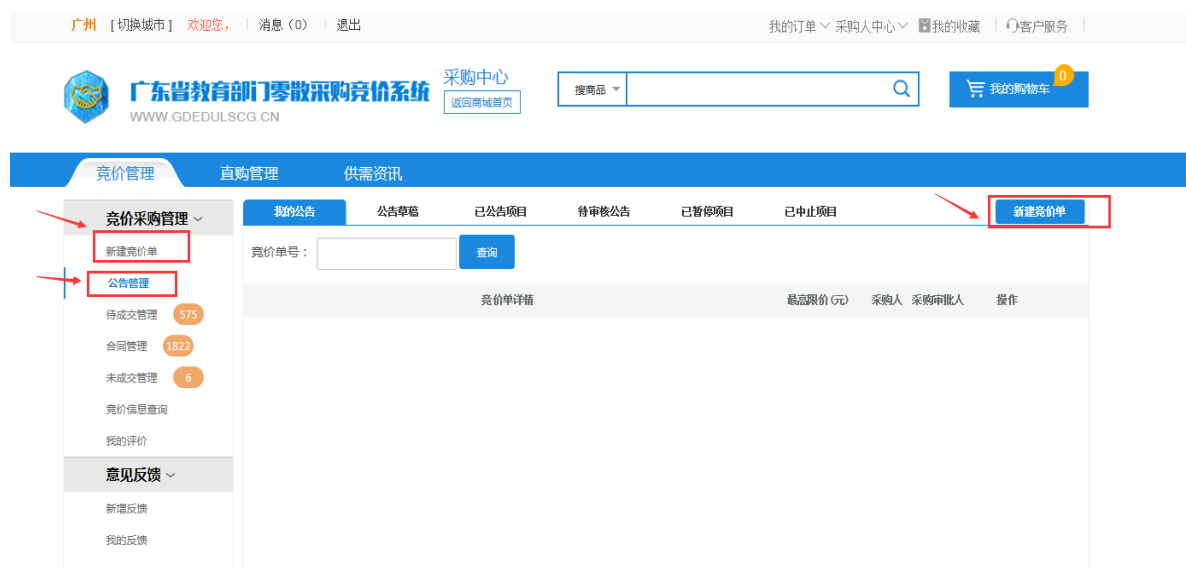 广州 [切换城市] 欢迎您, 消息(0) 退出 我的订单 采购人中心 我的收藏 客户服务
广东省教育部门零散采购竞价系统
WWW.GDEDULSCG.CN
采购中心
返回商城首页
搜商品
我的购物车 0
竞价管理 直购管理 供需资讯
竞价采购管理
新建竞价单
公告管理
待成交管理 575
合同管理 1822
未成交管理 6
竞价信息查询
我的评价
意见反馈
新增反馈
我的反馈
我的公告 公告草稿 已公告项目 待审核公告 已暂停项目 已中止项目 新建竞价单
竞价单号: 查询
竞价单详情 最高限价(元) 采购人 采购审批人 操作